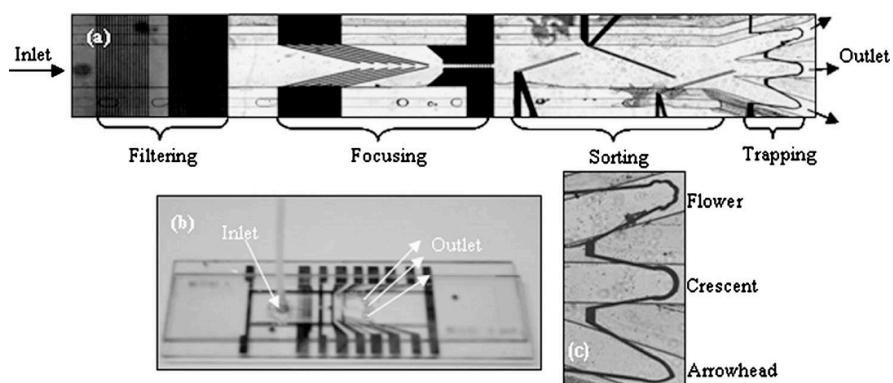 (a)
Inlet
Outlet
Filtering
Focusing
Sorting
Trapping
(b)
Inlet
Outlet
Flower
Crescent
(c)
Arrowhead